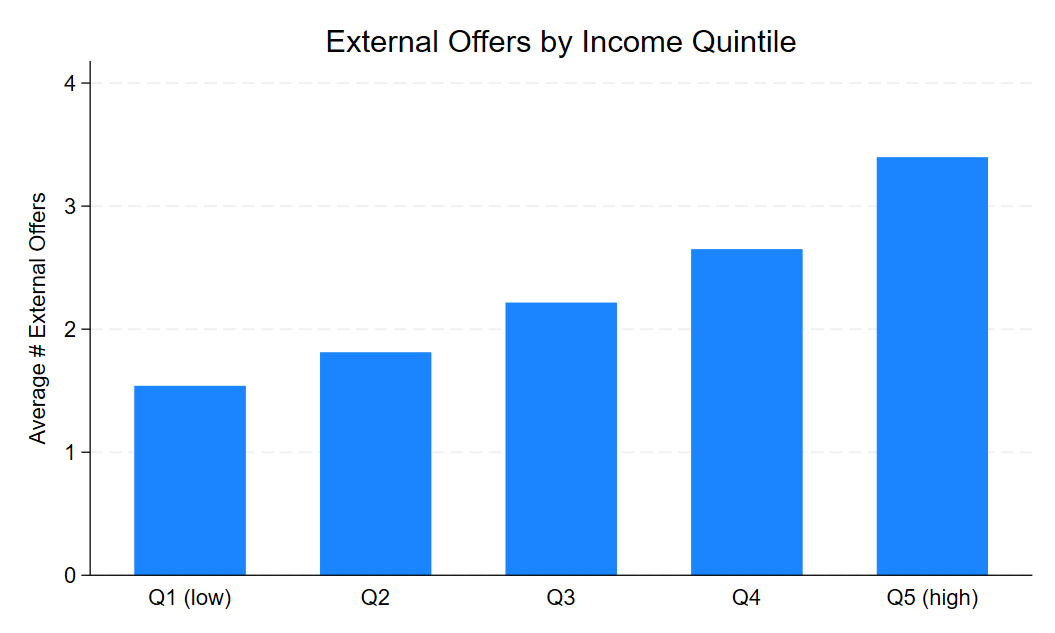 External Offers by Income Quintile
Average # External Offers
4
3
2
1
0
Q1 (low)
Q2
Q3
Q4
Q5 (high)